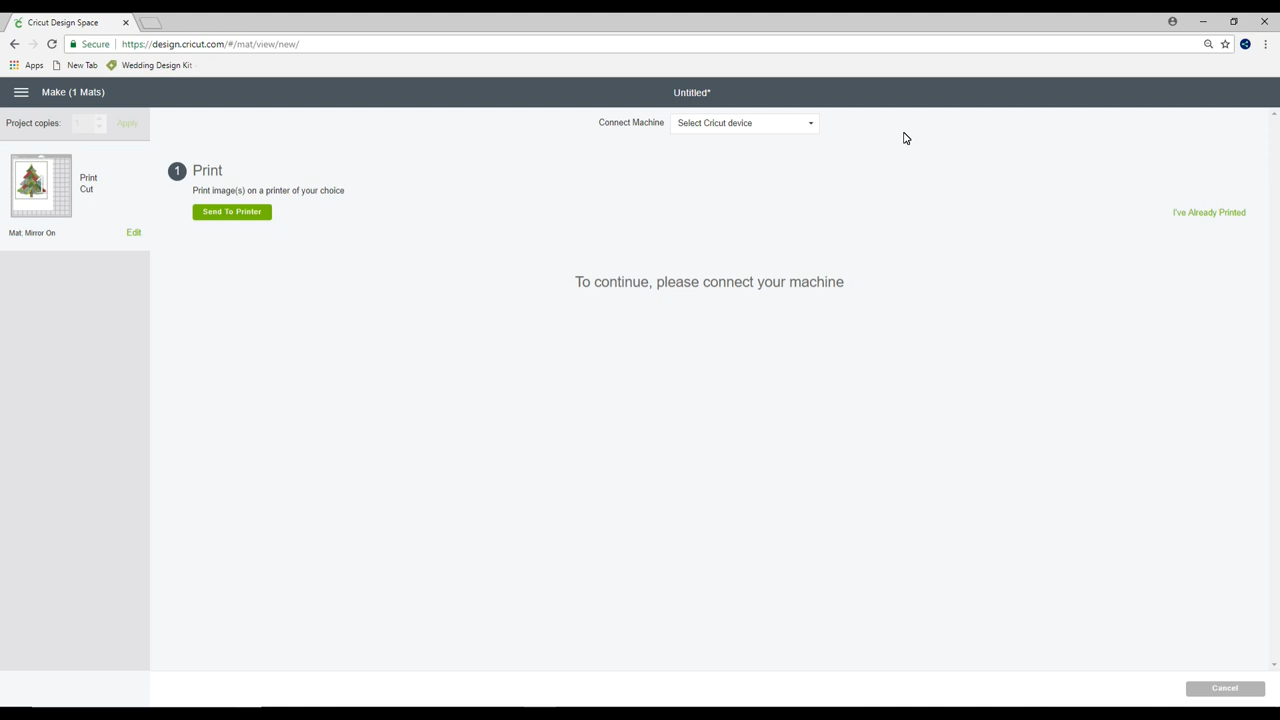 Cricut Design Space
Secure https://design.cricut.com/#/mat/view/new/
Apps New Tab Wedding Design Kit
Make (1 Mats) Untitled*
Project copies: 1 Apply
Connect Machine Select Cricut device
1 Print
Print image(s) on a printer of your choice
Print
Cut
Send To Printer
I've Already Printed
Mat; Mirror On Edit
To continue, please connect your machine
Cancel